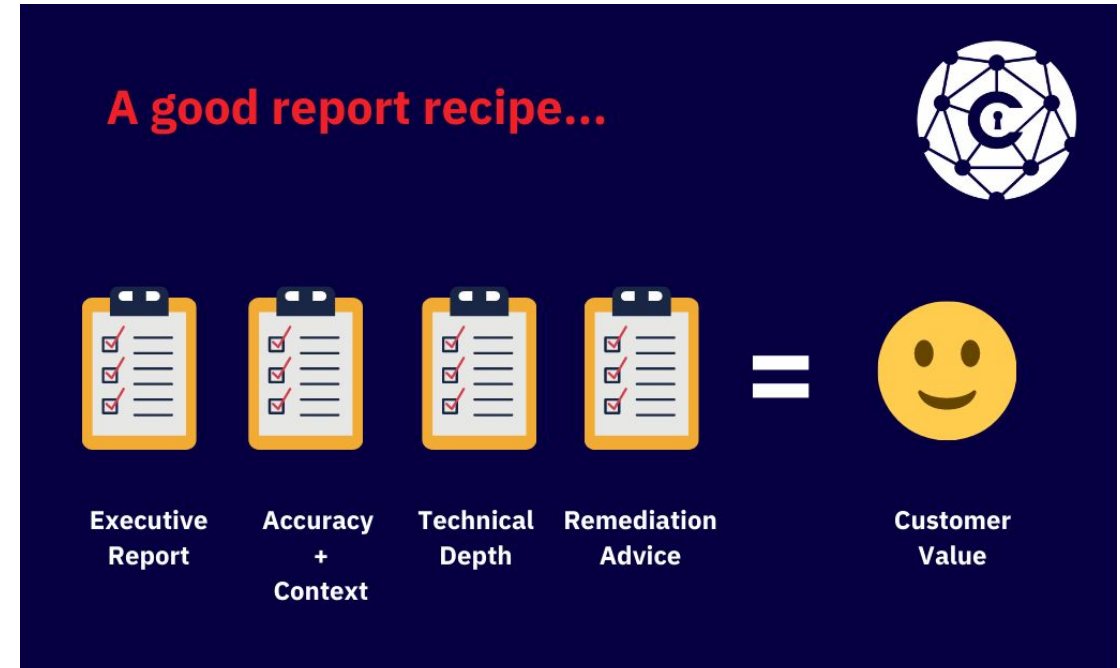 A good report recipe...
Executive
Report
Accuracy
+
Context
Technical
Depth
Remediation
Advice
=
Customer
Value